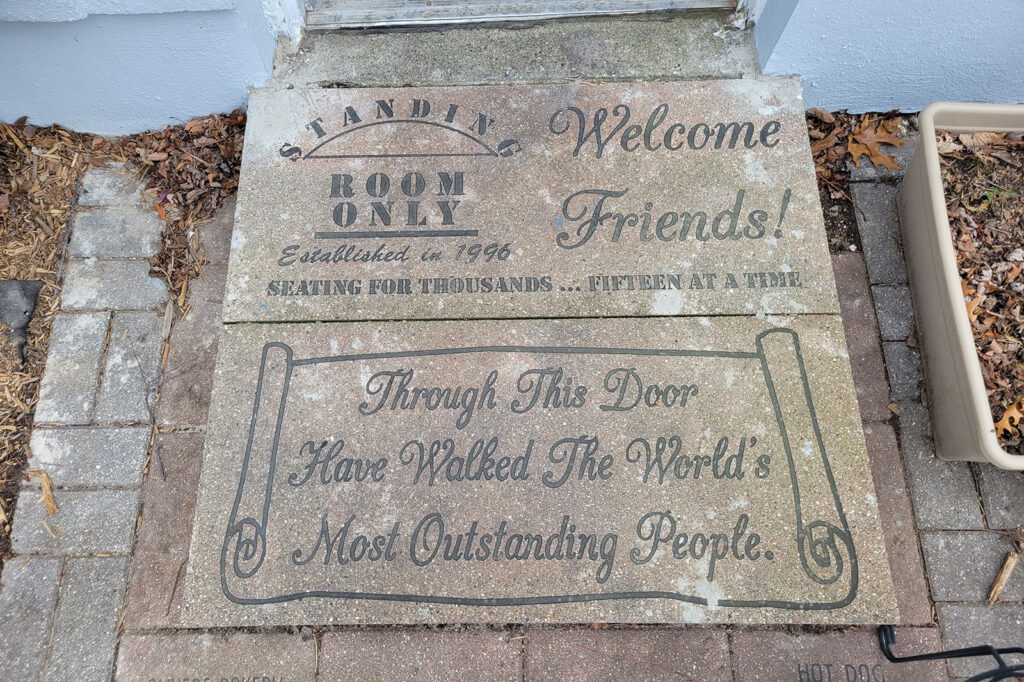 STANDING
ROOM
ONLY
Established in 1996
Welcome
Friends!
SEATING FOR THOUSANDS ... FIFTEEN AT A TIME
Through This Door
Have Walked The World's
Most Outstanding People.
HOT DOG